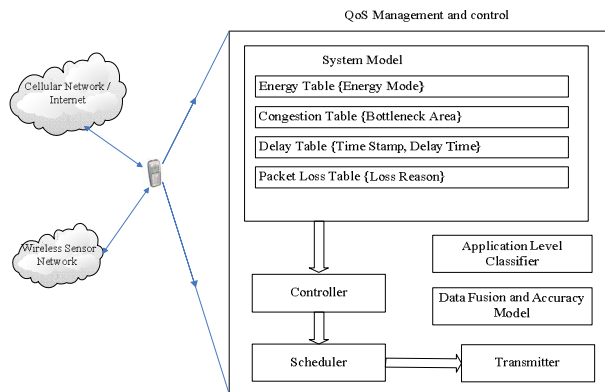 QoS Management and control
System Model
Energy Table {Energy Mode}
Congestion Table {Bottleneck Area}
Delay Table {Time Stamp, Delay Time}
Packet Loss Table {Loss Reason}
Cellular Network /
Internet
Wireless Sensor
Network
Application Level
Classifier
Controller
Data Fusion and Accuracy
Model
Scheduler
Transmitter